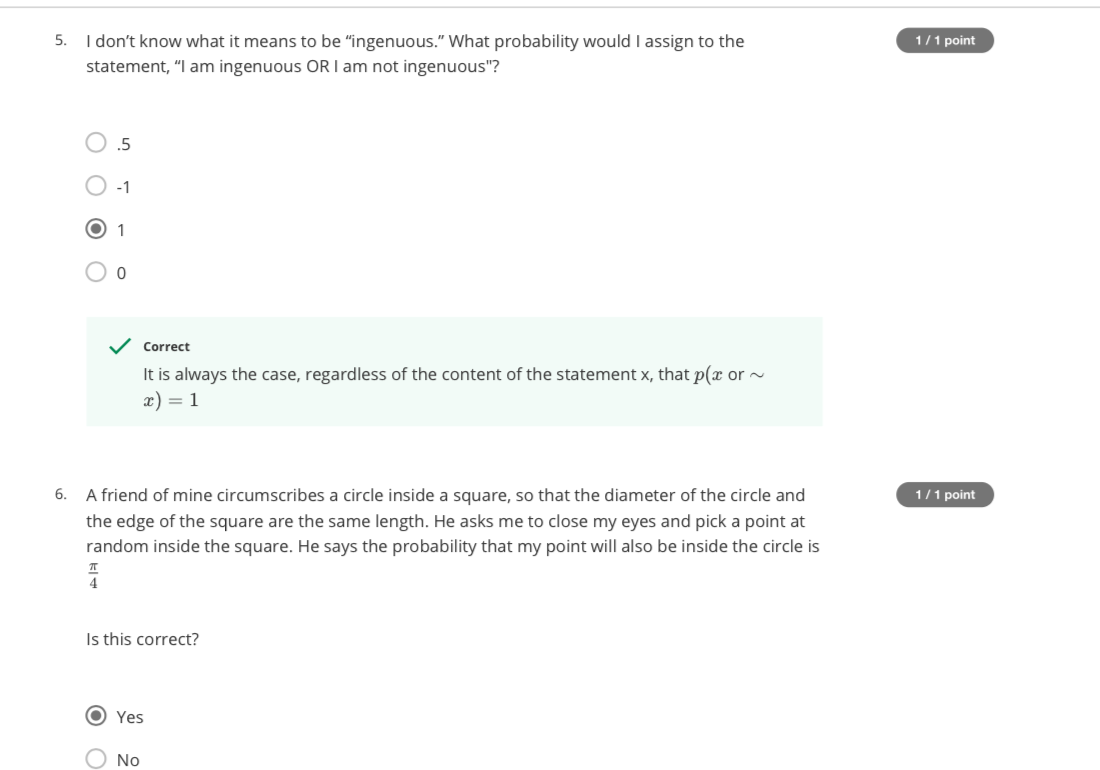 5. I don't know what it means to be “ingenuous.” What probability would I assign to the
1 / 1 point
statement, “I am ingenuous OR I am not ingenuous"?
.5
-1
1
0
Correct
It is always the case, regardless of the content of the statement x, that p(x or ∼
x) = 1
6. A friend of mine circumscribes a circle inside a square, so that the diameter of the circle and
1 / 1 point
the edge of the square are the same length. He asks me to close my eyes and pick a point at
random inside the square. He says the probability that my point will also be inside the circle is
π/4
Is this correct?
Yes
No